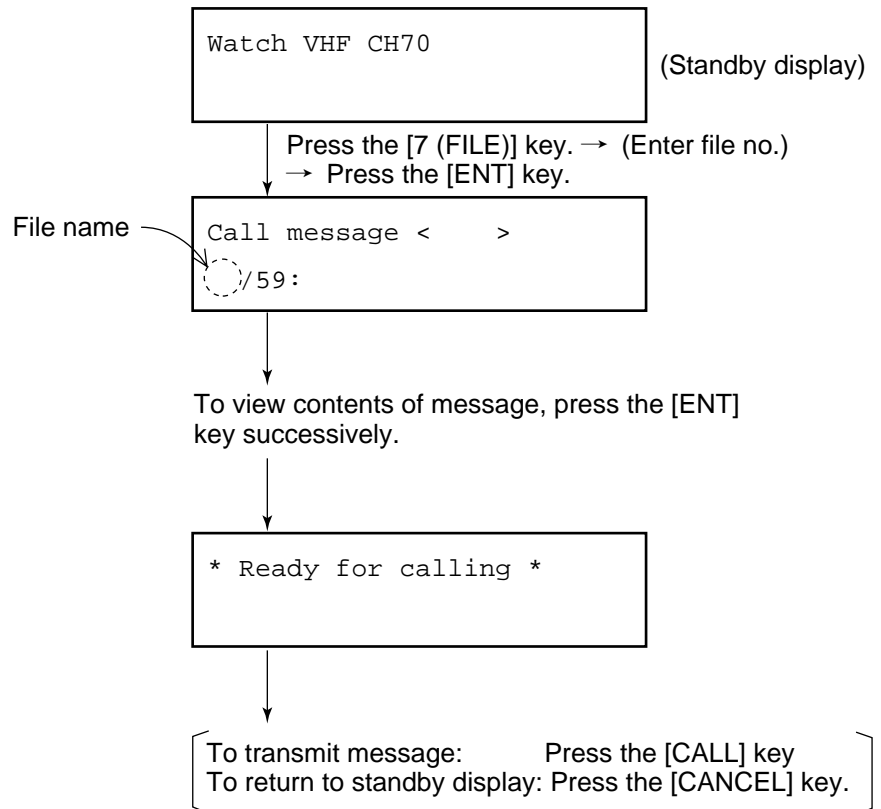 Watch VHF CH70
(Standby display)
Press the [7 (FILE)] key. → (Enter file no.)
→ Press the [ENT] key.
File name
Call message <    >
/59:
To view contents of message, press the [ENT]
key successively.
* Ready for calling *
To transmit message: Press the [CALL] key
To return to standby display: Press the [CANCEL] key.